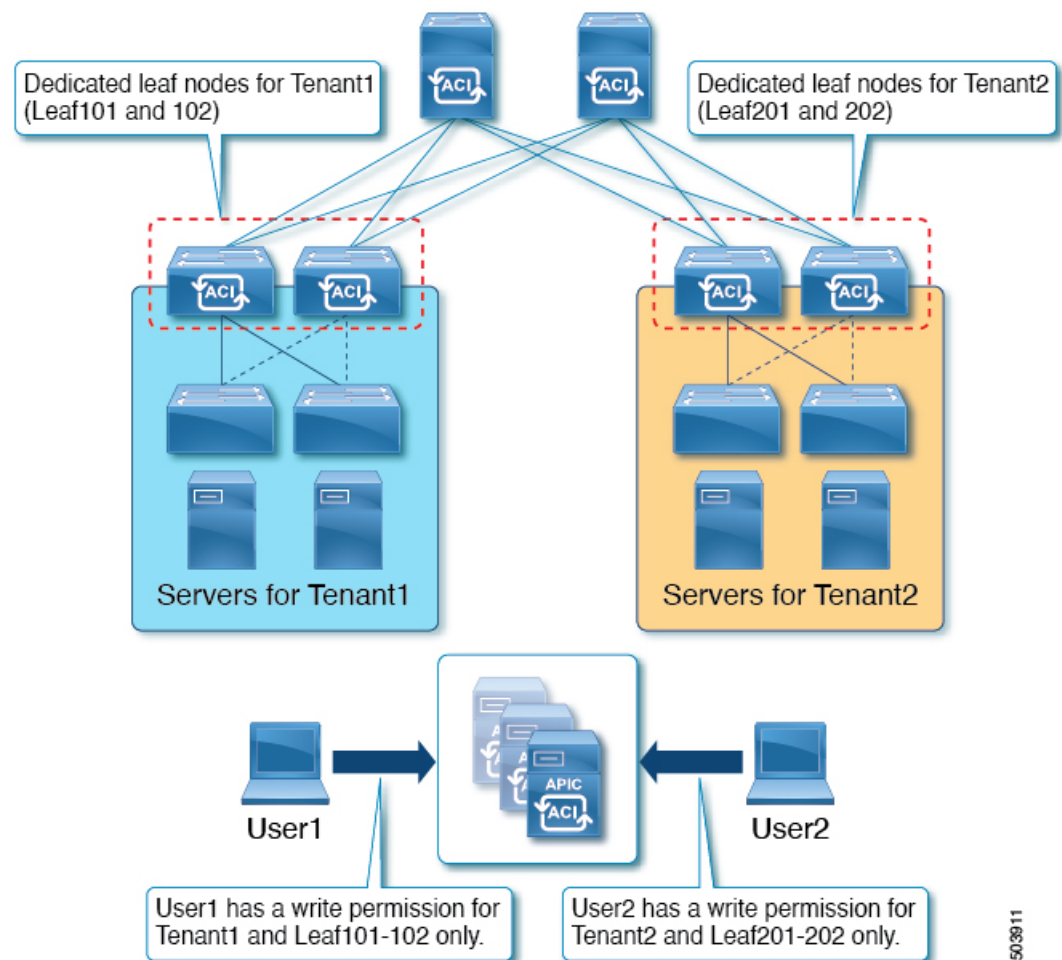 ACI
ACI
Dedicated leaf nodes for Tenant1
(Leaf101 and 102)
Dedicated leaf nodes for Tenant2
(Leaf201 and 202)
ACI
ACI
ACI
ACI
Servers for Tenant1
Servers for Tenant2
APIC
ACI
User1
User2
User1 has a write permission for
Tenant1 and Leaf101-102 only.
User2 has a write permission for
Tenant2 and Leaf201-202 only.
503911